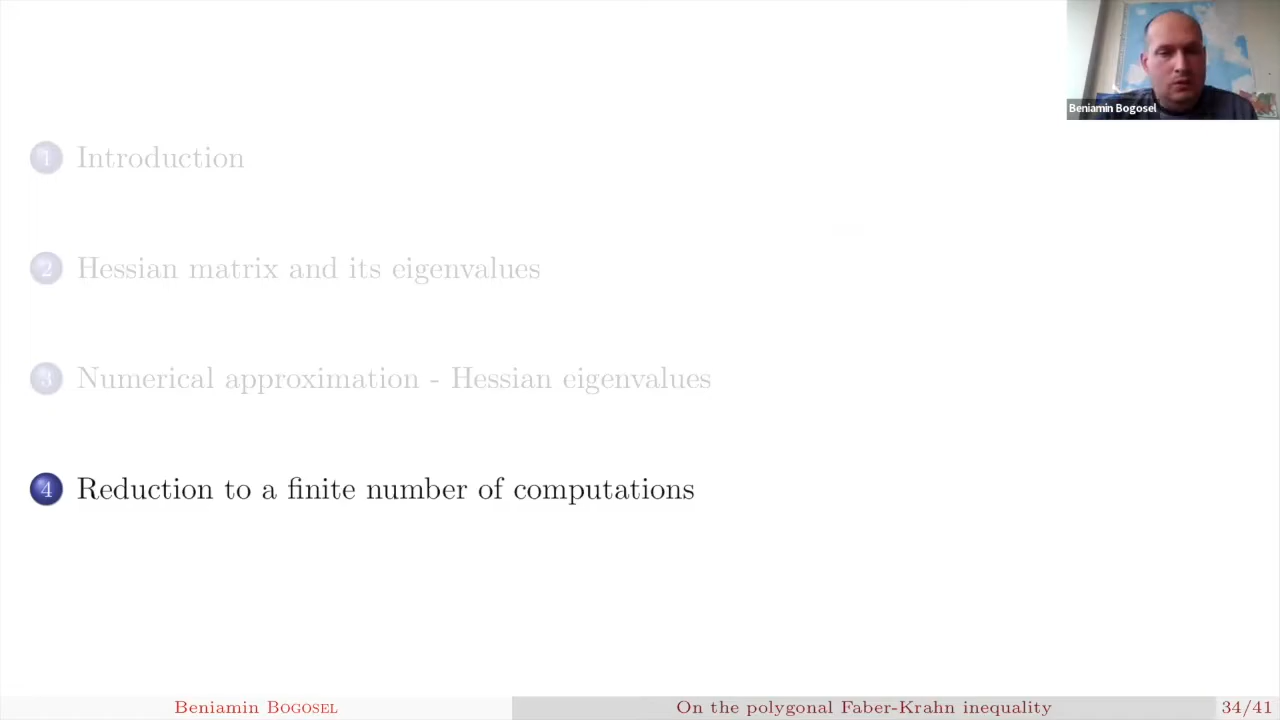 Beniamin Bogosel
1 Introduction
2 Hessian matrix and its eigenvalues
3 Numerical approximation - Hessian eigenvalues
4 Reduction to a finite number of computations
Beniamin Bogosel On the polygonal Faber-Krahn inequality 34/41